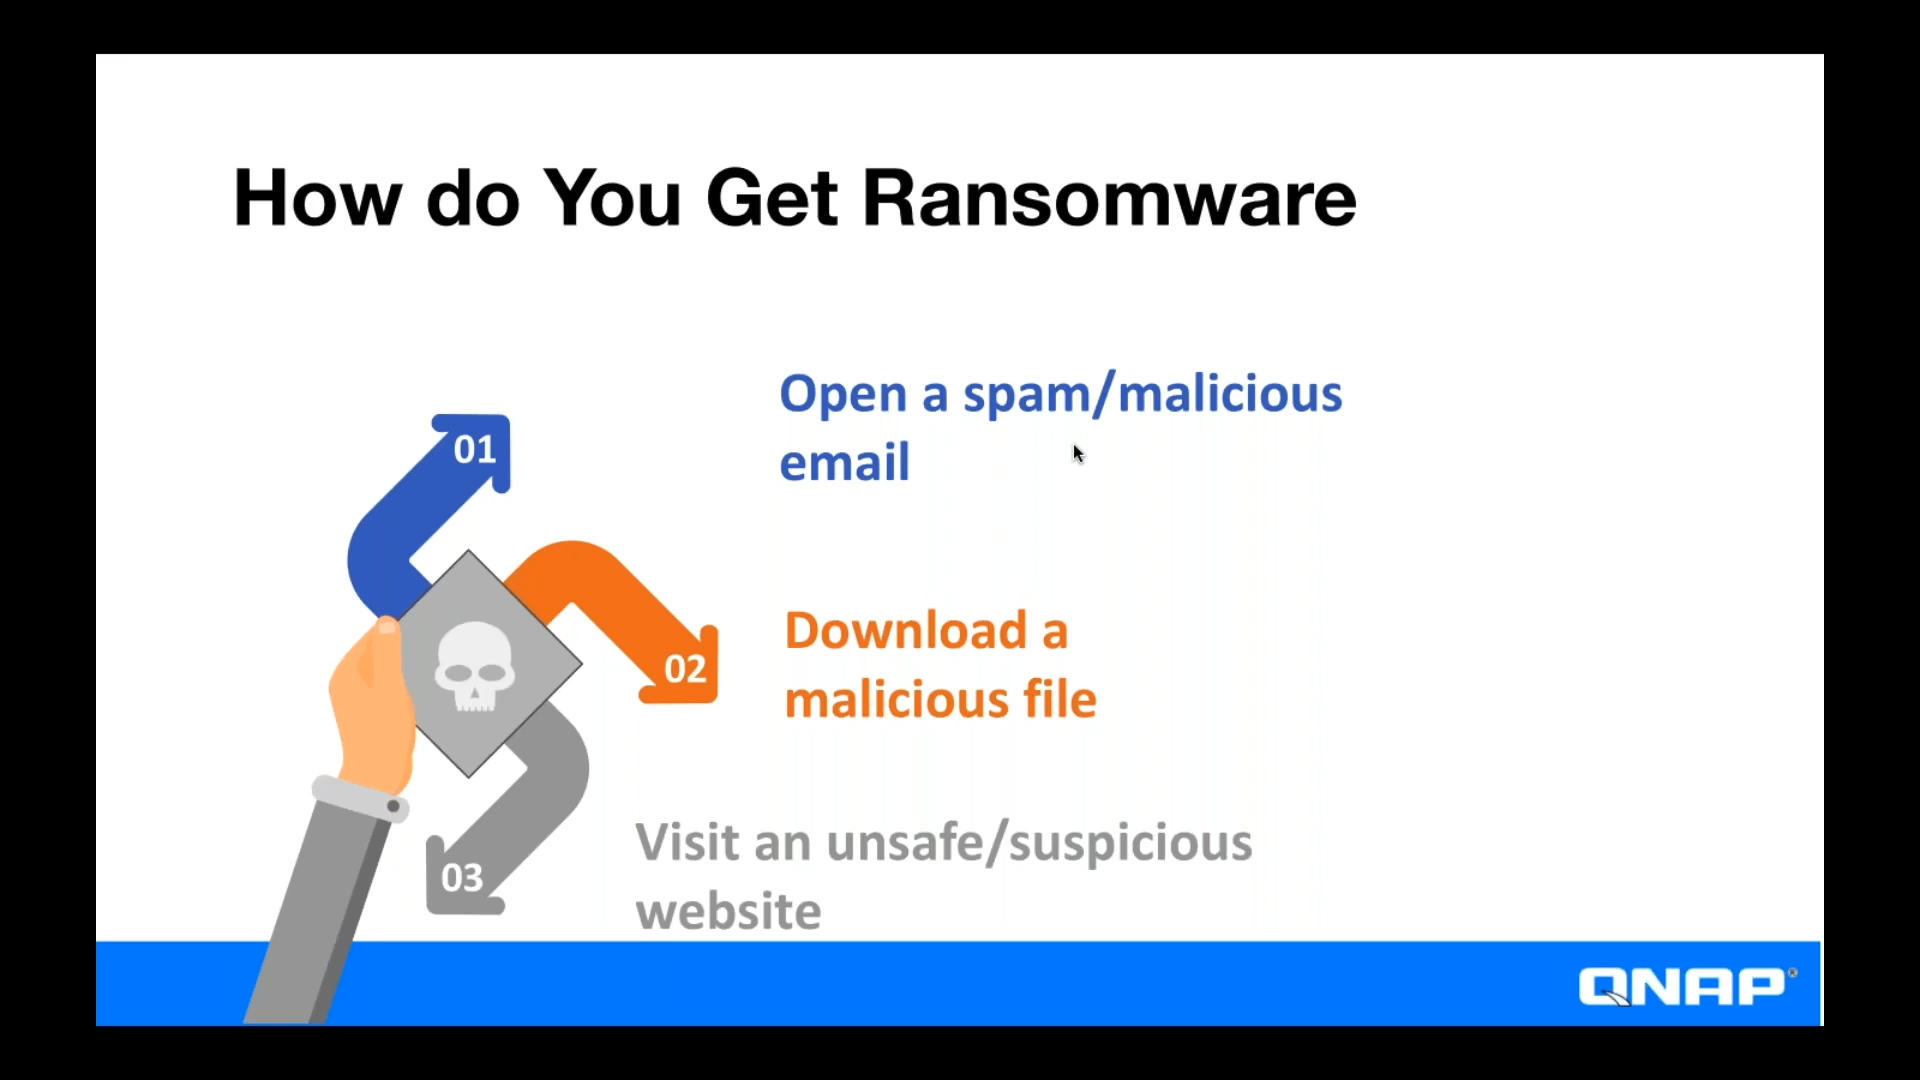 How do You Get Ransomware
01
Open a spam/malicious
email
02
Download a
malicious file
03
Visit an unsafe/suspicious
website
QNAP®